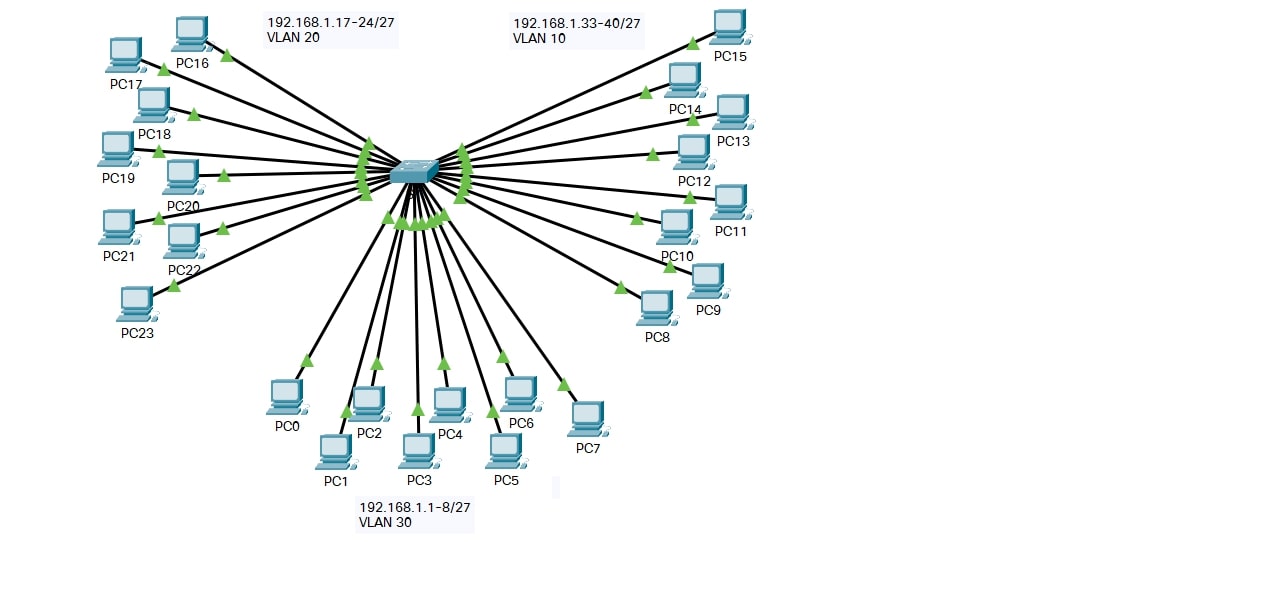 192.168.1.17-24/27
VLAN 20
192.168.1.33-40/27
VLAN 10
PC16
PC15
PC17
PC14
PC18
PC13
PC19
PC12
PC20
PC11
PC21
PC10
PC22
PC9
PC23
PC8
PC0
PC2
PC4
PC6
PC7
PC1
PC3
PC5
192.168.1.1-8/27
VLAN 30